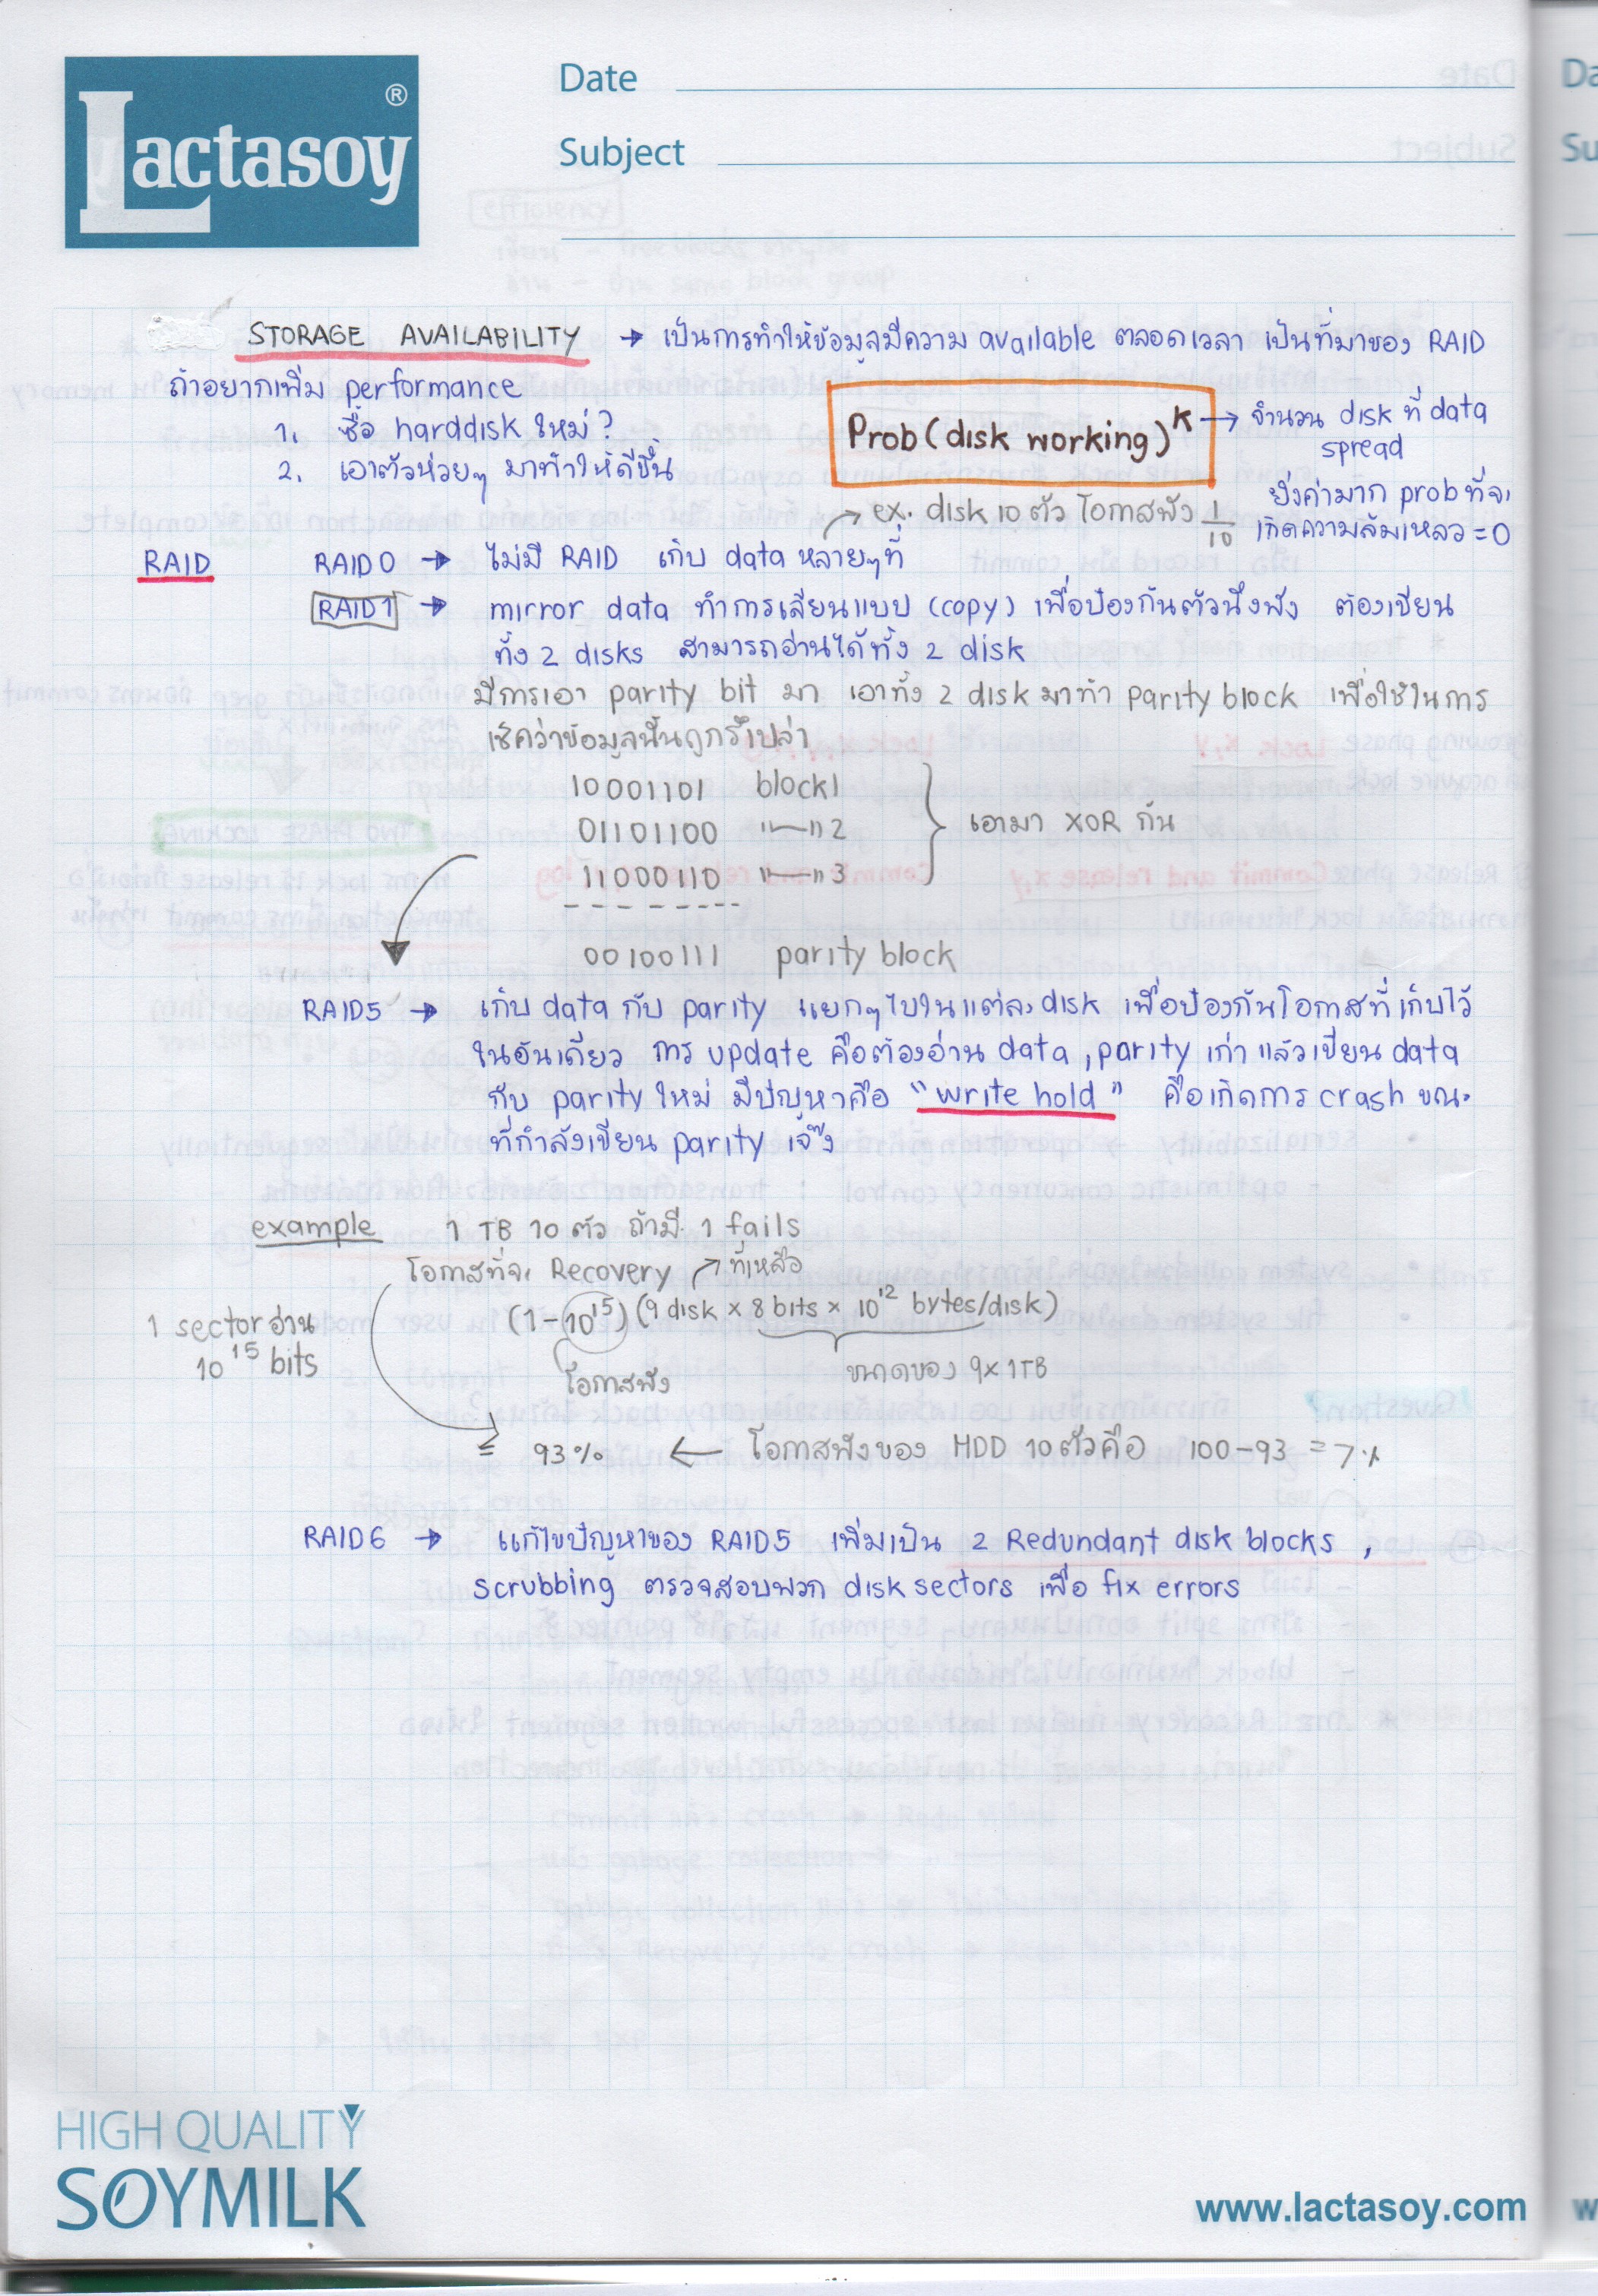 Lactasoy ®
Date
Subject
STORAGE AVAILABILITY → เป็นการทำให้ข้อมูลมีความ available ตลอดเวลา เป็นที่มาของ RAID
ถ้าอยากเพิ่ม performance
1. ซื้อ harddisk ใหม่?
2. เอาตัวห่วยๆ มาทำให้ดีขึ้น
Prob(disk working)^K → จำนวน disk ที่ data
spread
ยิ่งค่ามาก prob ที่จะ
เกิดความล้มเหลว = 0
ex. disk 10 ตัว โอกาสพัง 1/10
RAID RAID 0 → ไม่มี RAID เก็บ data หลายๆที่
RAID 1 → mirror data ทำการเลียนแบบ (copy) เพื่อป้องกันตัวนึงพัง ต้องเขียน
ทั้ง 2 disks สามารถอ่านได้ทั้ง 2 disk
มีการเอา parity bit มา เอาทั้ง 2 disk มาทำ parity block เพื่อใช้ในการ
เช็คว่าข้อมูลนั้นถูกรึเปล่า
10001101 block1
01101100 "—" 2
11000110 "—" 3
เอามา XOR กัน
00100111 parity block
RAID5 → เก็บ data กับ parity แยกๆไปในแต่ละ disk เพื่อป้องกันโอกาสที่เก็บไว้
ในอันเดียว การ update คือต้องอ่าน data, parity เก่า แล้วเขียน data
กับ parity ใหม่ มีปัญหาคือ "write hold" คือเกิดการ crash ขณะ
ที่กำลังเขียน parity เจ๊ง
example 1 TB 10 ตัว ถ้ามี 1 fails
โอกาสที่จะ Recovery ที่เหลือ
(1-10^15)(9 disk × 8 bits × 10^12 bytes/disk)
1 sector อ่าน
10^15 bits
โอกาสพัง
ขนาดของ 9×1TB
= 93% ← โอกาสพังของ HDD 10 ตัวคือ 100-93 = 7%
RAID6 → แก้ไขปัญหาของ RAID5 เพิ่มเป็น 2 Redundant disk blocks,
scrubbing ตรวจสอบพวก disk sectors เพื่อ fix errors
HIGH QUALITY
SOYMILK
www.lactasoy.com